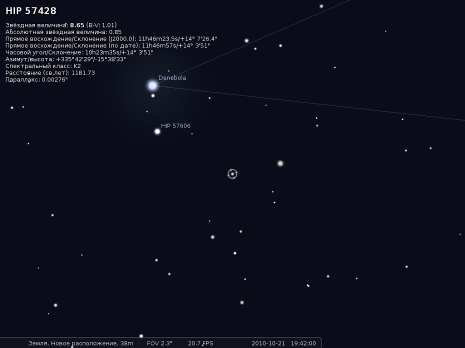 HIP 57428
Звёздная величина: 8.65 (B-V: 1.01)
Абсолютная звёздная величина: 0.85
Прямое восхождение/Склонение (J2000.0): 11h46m23.5s/+14° 7'26.4"
Прямое восхождение/Склонение (по дате): 11h46m57s/+14° 3'51"
Часовой угол/Склонение: 10h23m35s/+14° 3'51"
Азимут/высота: +335°42'29"/-15°38'33"
Спектральный класс: K2
Расстояние (св.лет): 1181.73
Параллакс: 0.00276"
Denebola
HIP 57606
Земля, Новое расположение, 38m FOV 2.3° 20.7 FPS 2010-10-21 19:42:00